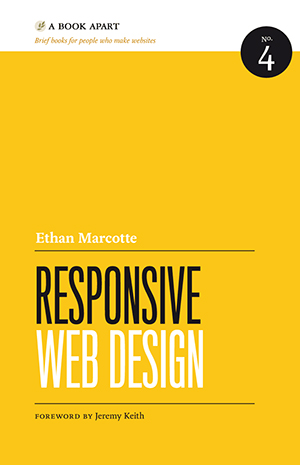 A BOOK APART
Brief books for people who make websites
No.
4
Ethan Marcotte
RESPONSIVE
WEB DESIGN
FOREWORD BY Jeremy Keith